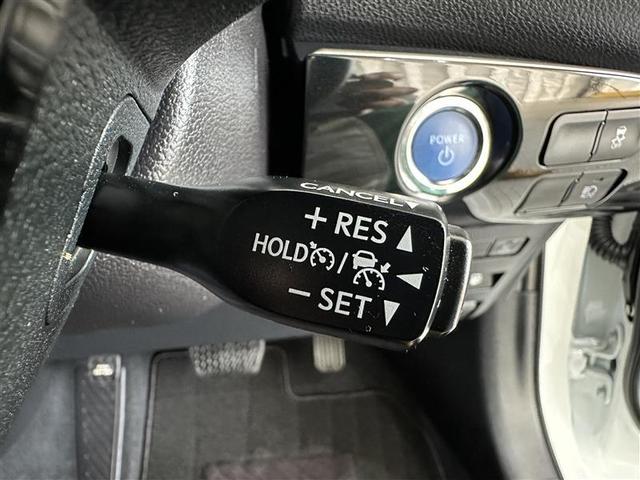 POWER
CANCEL▼
+ RES ▲
HOLD / ◀
− SET ▼